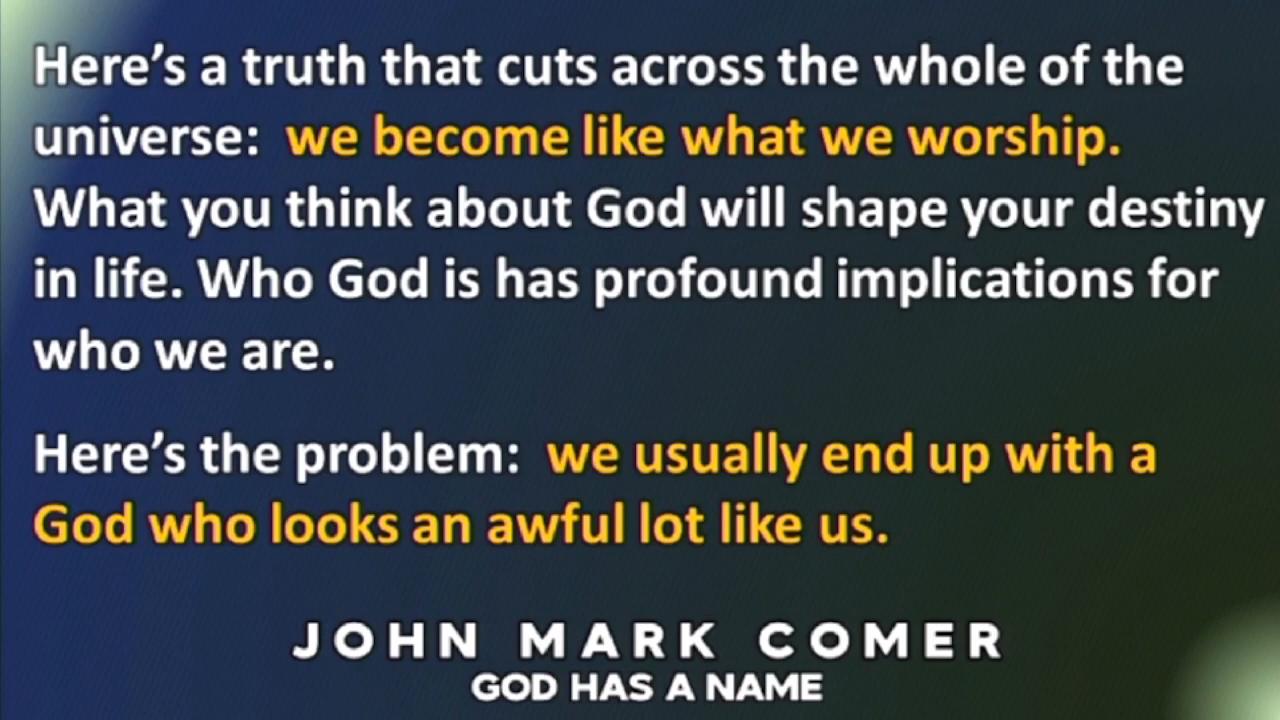 Here’s a truth that cuts across the whole of the
universe: we become like what we worship.
What you think about God will shape your destiny
in life. Who God is has profound implications for
who we are.
Here’s the problem: we usually end up with a
God who looks an awful lot like us.
JOHN MARK COMER
GOD HAS A NAME